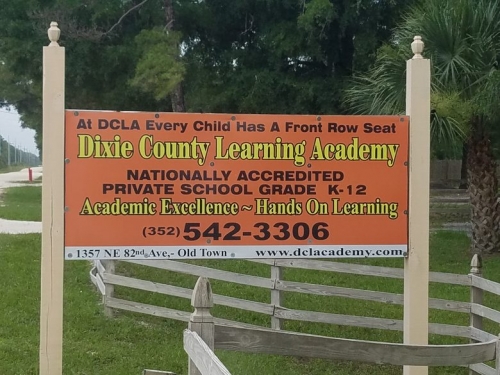 At DCLA Every Child Has A Front Row Seat
Dixie County Learning Academy
NATIONALLY ACCREDITED
PRIVATE SCHOOL GRADE K-12
Academic Excellence ~ Hands On Learning
(352) 542-3306
1357 NE 82nd Ave,- Old Town www.dclacademy.com